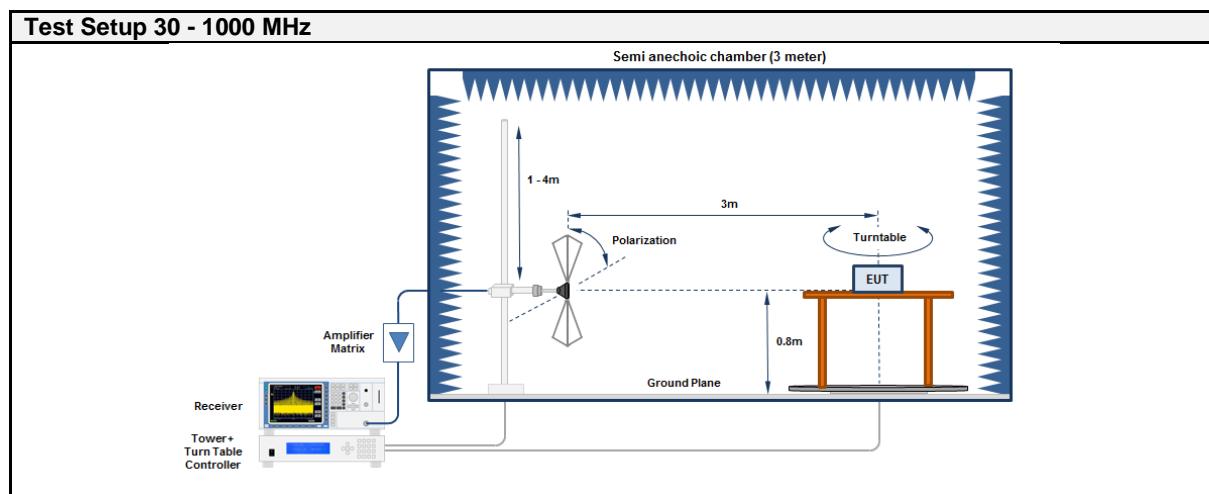 Test Setup 30 - 1000 MHz
Semi anechoic chamber (3 meter)
1 - 4m
3m
Polarization
Turntable
EUT
Amplifier
Matrix
0.8m
Ground Plane
Receiver
Tower+
Turn Table
Controller